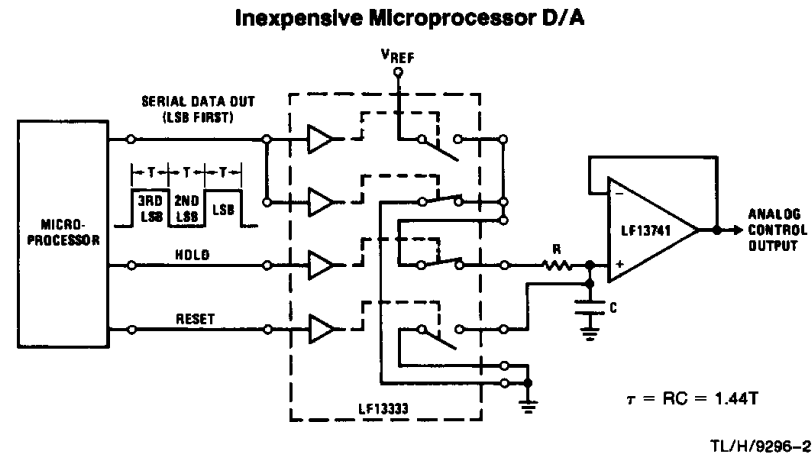 Inexpensive Microprocessor D/A
VREF
SERIAL DATA OUT
(LSB FIRST)
T T T
3RD
LSB
2ND
LSB
LSB
MICRO-
PROCESSOR
HOLD
RESET
LF13333
R
C
−
+
LF13741
ANALOG
CONTROL
OUTPUT
τ = RC = 1.44T
TL/H/9296–2